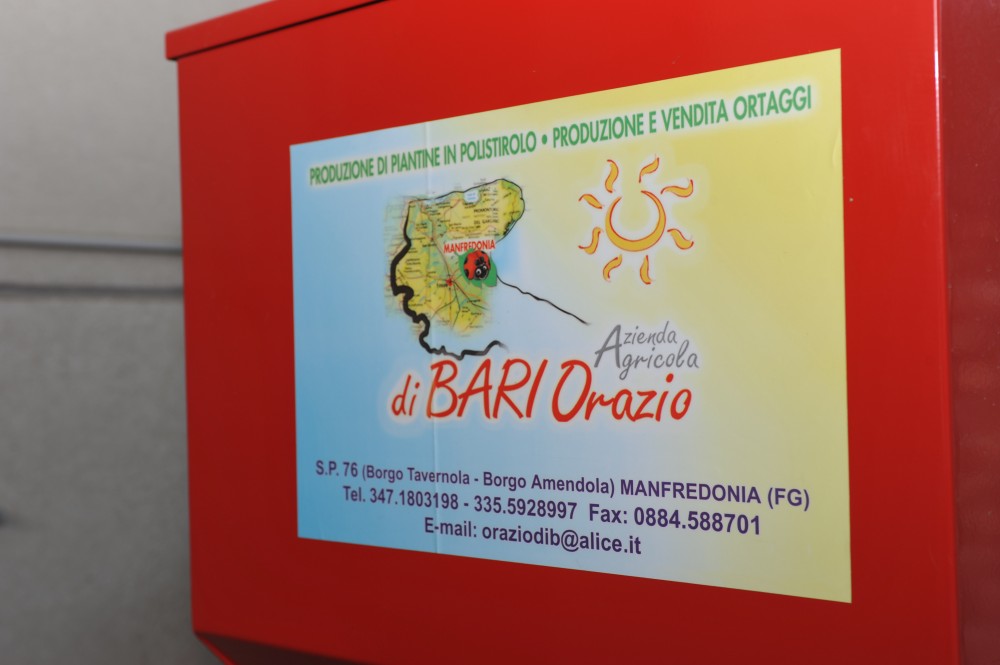 PRODUZIONE DI PIANTINE IN POLISTIROLO • PRODUZIONE E VENDITA ORTAGGI
MANFREDONIA
Azienda
Agricola
di BARI Orazio
S.P. 76 (Borgo Tavernola - Borgo Amendola) MANFREDONIA (FG)
Tel. 347.1803198 - 335.5928997 Fax: 0884.588701
E-mail: oraziodib@alice.it